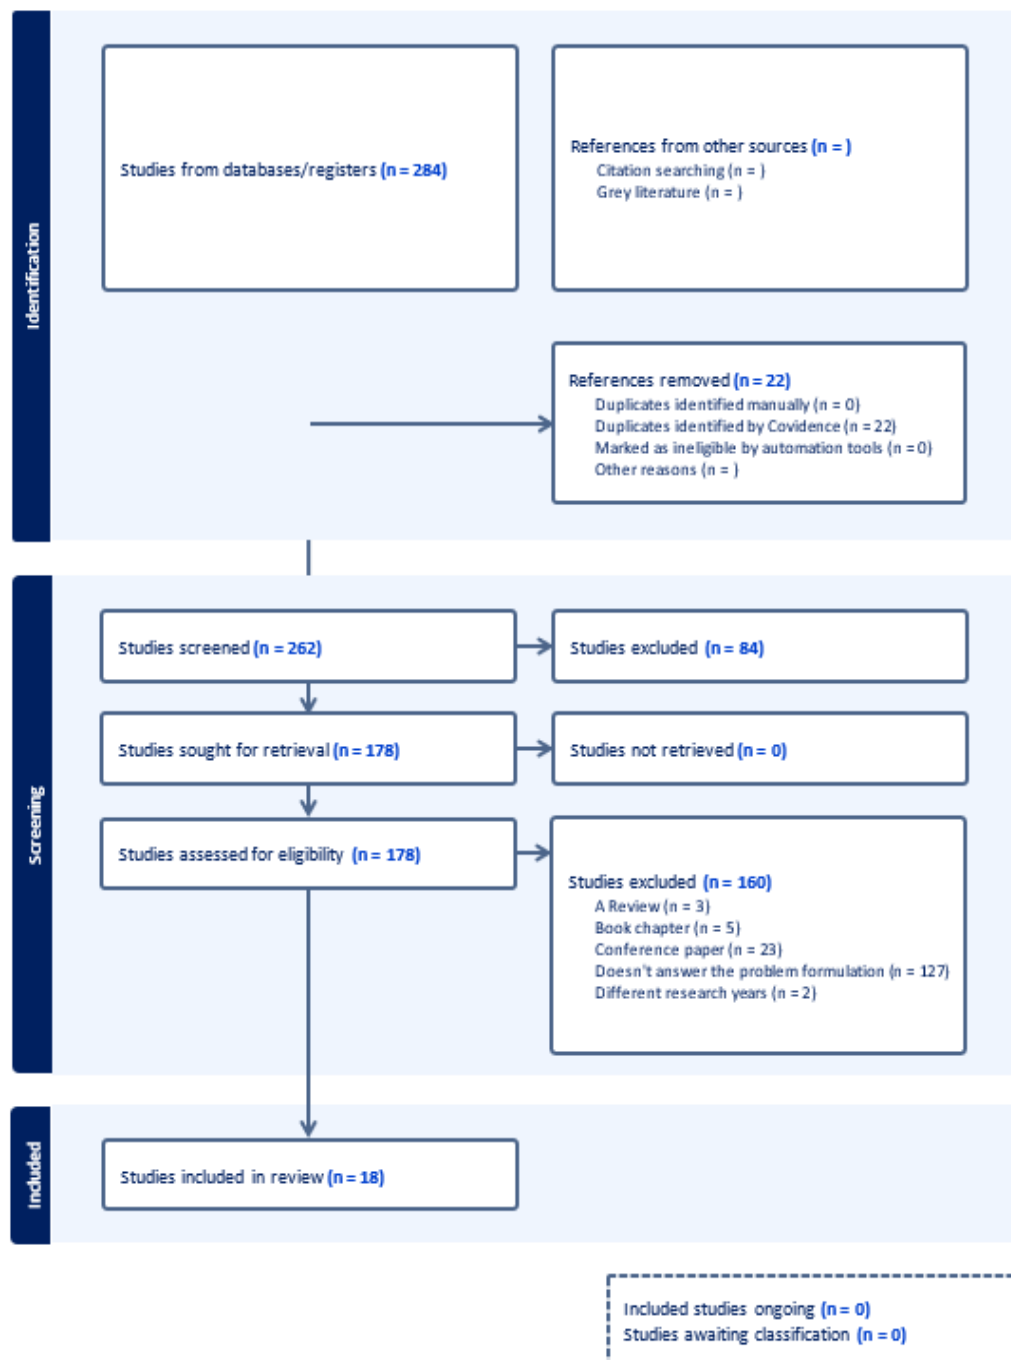 Identification
Studies from databases/registers (n = 284)
References from other sources (n = )
Citation searching (n = )
Grey literature (n = )
References removed (n = 22)
Duplicates identified manually (n = 0)
Duplicates identified by Covidence (n = 22)
Marked as ineligible by automation tools (n = 0)
Other reasons (n = )
Screening
Studies screened (n = 262)
Studies excluded (n = 84)
Studies sought for retrieval (n = 178)
Studies not retrieved (n = 0)
Studies assessed for eligibility (n = 178)
Studies excluded (n = 160)
A Review (n = 3)
Book chapter (n = 5)
Conference paper (n = 23)
Doesn't answer the problem formulation (n = 127)
Different research years (n = 2)
Included
Studies included in review (n = 18)
Included studies ongoing (n = 0)
Studies awaiting classification (n = 0)